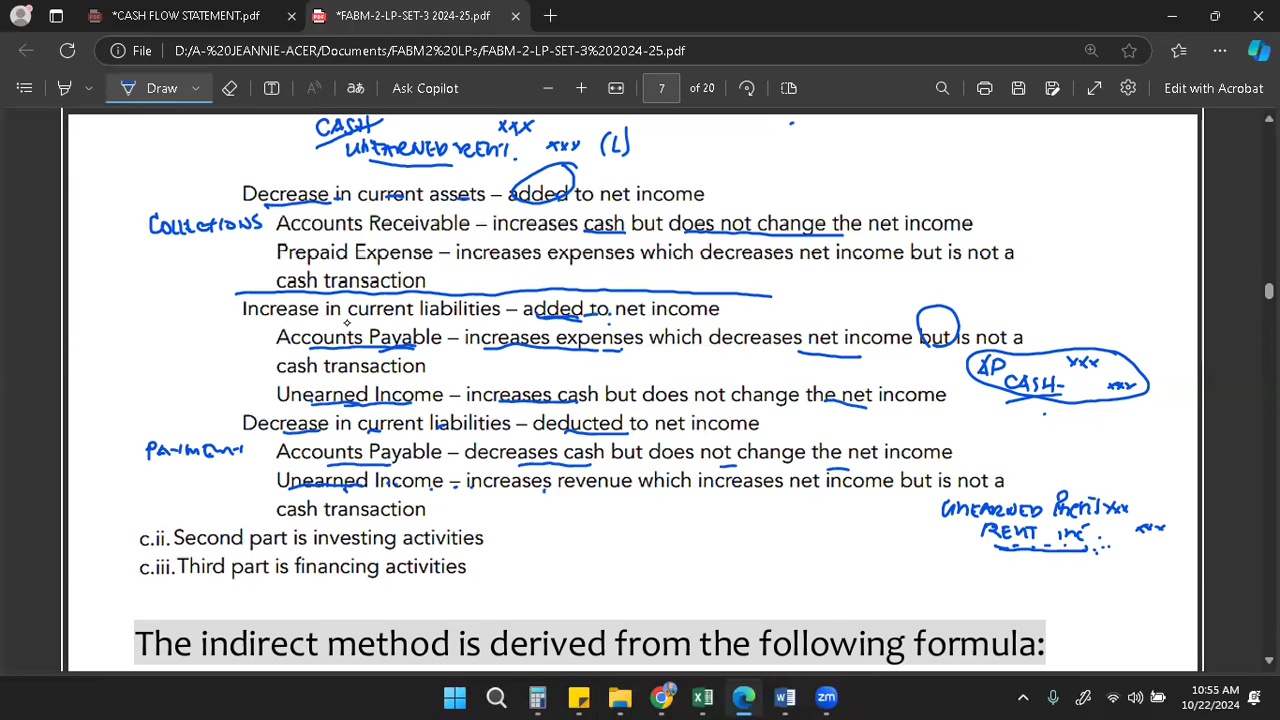 *CASH FLOW STATEMENT.pdf
*FABM-2-LP-SET-3 2024-25.pdf
File
D:/A-%20JEANNIE-ACER/Documents/FABM2%20LPs/FABM-2-LP-SET-3%202024-25.pdf
Draw
Ask Copilot
7
of 20
Edit with Acrobat
CASH xxx
UNEARNED RENT. xxx (L)
Decrease in current assets – added to net income
COLLECTIONS
Accounts Receivable – increases cash but does not change the net income
Prepaid Expense – increases expenses which decreases net income but is not a
cash transaction
Increase in current liabilities – added to net income
Accounts Payable – increases expenses which decreases net income but is not a
cash transaction
AP xxx
CASH xxx
Unearned Income – increases cash but does not change the net income
Decrease in current liabilities – deducted to net income
PAYMENT
Accounts Payable – decreases cash but does not change the net income
Unearned Income – increases revenue which increases net income but is not a
cash transaction
UNEARNED xxx
RENT INC. xxx
c.ii. Second part is investing activities
c.iii. Third part is financing activities
The indirect method is derived from the following formula:
10:55 AM
10/22/2024